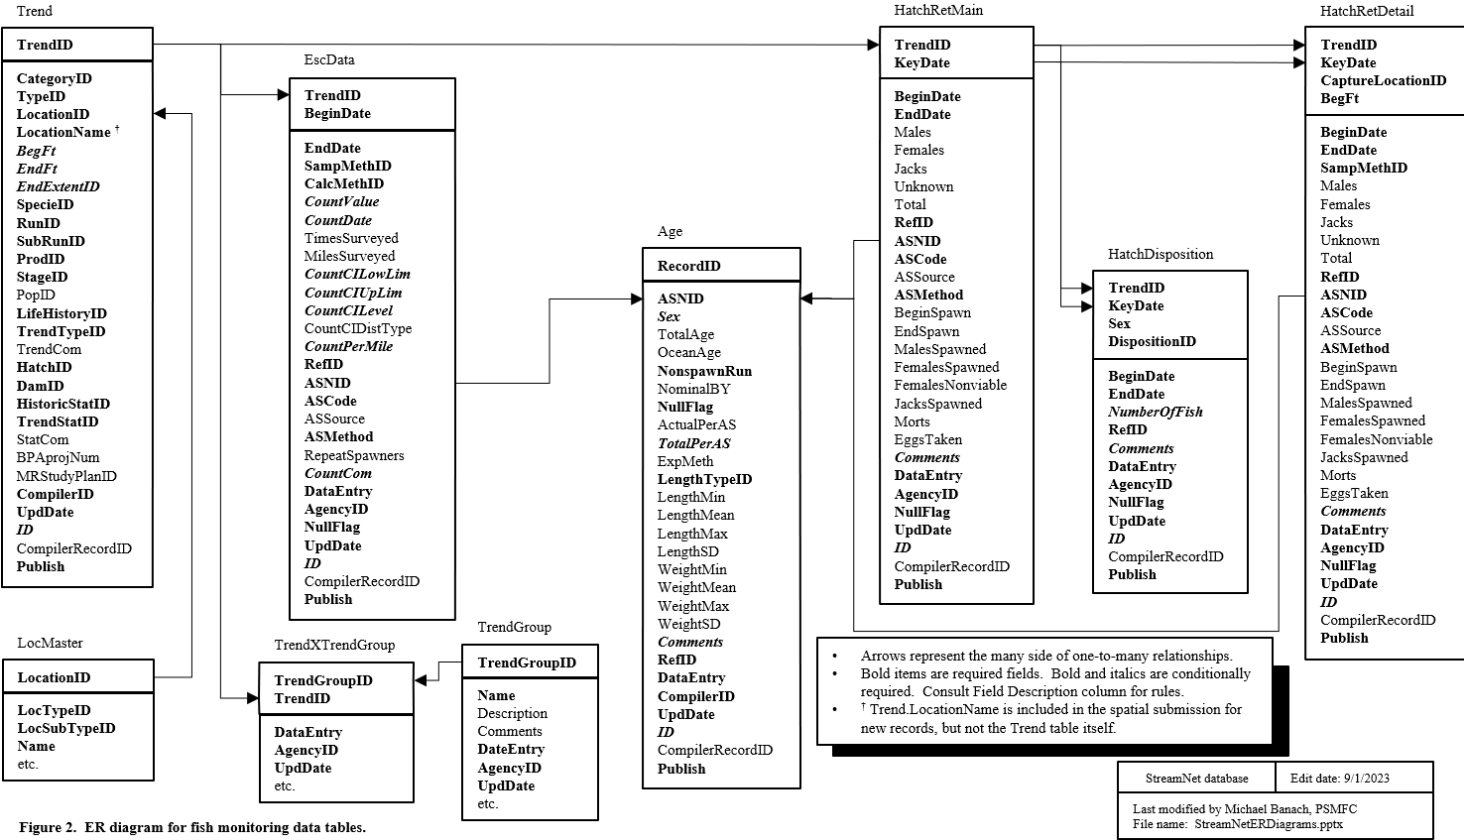 Trend
TrendID
CategoryID
TypeID
LocationID
LocationName †
BegFt
EndFt
EndExtentID
SpecieID
RunID
SubRunID
ProdID
StageID
PopID
LifeHistoryID
TrendTypeID
TrendCom
HatchID
DamID
HistoricStatID
TrendStatID
StatCom
BPAprojNum
MRStudyPlanID
CompilerID
UpdDate
ID
CompilerRecordID
Publish
LocMaster
LocationID
LocTypeID
LocSubTypeID
Name
etc.
EscData
TrendID
BeginDate
EndDate
SampMethID
CalcMethID
CountValue
CountDate
TimesSurveyed
MilesSurveyed
CountCILowLim
CountCIUpLim
CountCILevel
CountCIDistType
CountPerMile
RefID
ASNID
ASCode
ASSource
ASMethod
RepeatSpawners
CountCom
DataEntry
AgencyID
NullFlag
UpdDate
ID
CompilerRecordID
Publish
TrendXTrendGroup
TrendGroupID
TrendID
DataEntry
AgencyID
UpdDate
etc.
TrendGroup
TrendGroupID
Name
Description
Comments
DateEntry
AgencyID
UpdDate
etc.
Age
RecordID
ASNID
Sex
TotalAge
OceanAge
NonspawnRun
NominalBY
NullFlag
ActualPerAS
TotalPerAS
ExpMeth
LengthTypeID
LengthMin
LengthMean
LengthMax
LengthSD
WeightMin
WeightMean
WeightMax
WeightSD
Comments
RefID
DataEntry
CompilerID
UpdDate
ID
CompilerRecordID
Publish
HatchRetMain
TrendID
KeyDate
BeginDate
EndDate
Males
Females
Jacks
Unknown
Total
RefID
ASNID
ASCode
ASSource
ASMethod
BeginSpawn
EndSpawn
MalesSpawned
FemalesSpawned
FemalesNonviable
JacksSpawned
Morts
EggsTaken
Comments
DataEntry
AgencyID
NullFlag
UpdDate
ID
CompilerRecordID
Publish
HatchDisposition
TrendID
KeyDate
Sex
DispositionID
BeginDate
EndDate
NumberOfFish
RefID
Comments
DataEntry
AgencyID
NullFlag
UpdDate
ID
CompilerRecordID
Publish
HatchRetDetail
TrendID
KeyDate
CaptureLocationID
BegFt
BeginDate
EndDate
SampMethID
Males
Females
Jacks
Unknown
Total
RefID
ASNID
ASCode
ASSource
ASMethod
BeginSpawn
EndSpawn
MalesSpawned
FemalesSpawned
FemalesNonviable
JacksSpawned
Morts
EggsTaken
Comments
DataEntry
AgencyID
NullFlag
UpdDate
ID
CompilerRecordID
Publish
• Arrows represent the many side of one-to-many relationships.
• Bold items are required fields. Bold and italics are conditionally
required. Consult Field Description column for rules.
• † Trend.LocationName is included in the spatial submission for
new records, but not the Trend table itself.
StreamNet database
Edit date: 9/1/2023
Last modified by Michael Banach, PSMFC
File name: StreamNetERDiagrams.pptx
Figure 2. ER diagram for fish monitoring data tables.